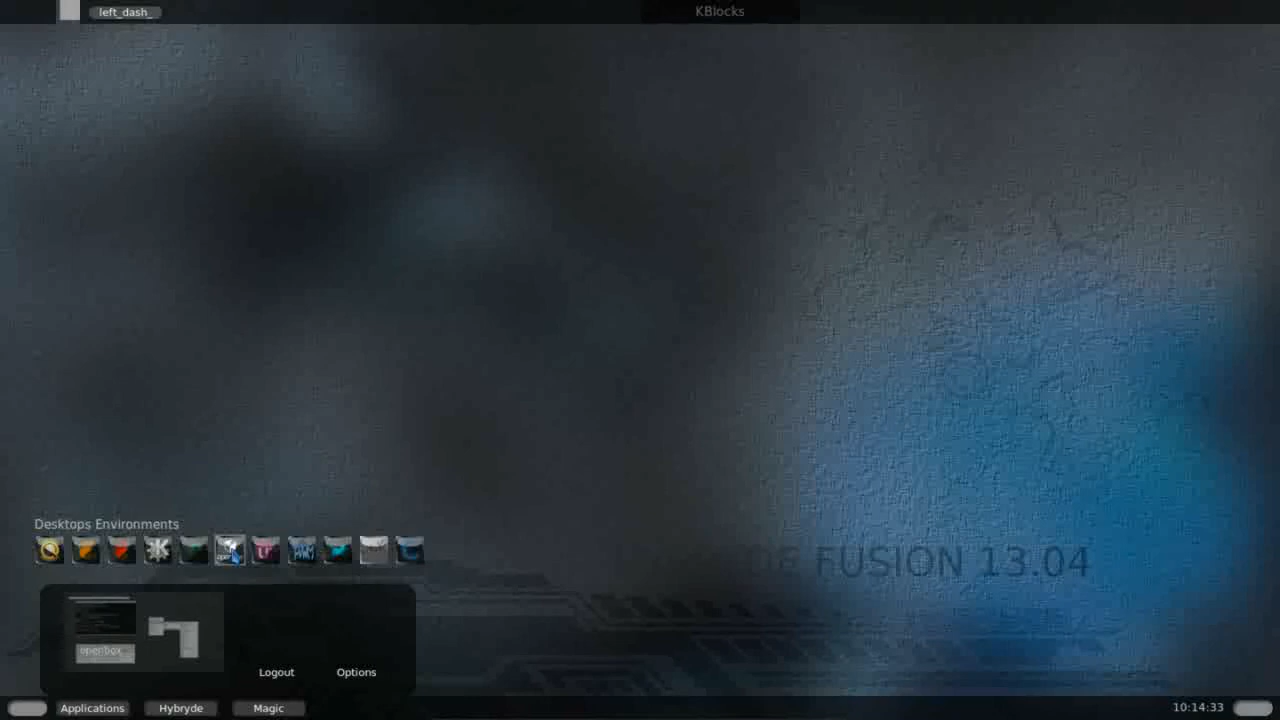 left_dash_
KBlocks
E FUSION 13.04
Desktops Environments
openbox
Logout
Options
Applications
Hybryde
Magic
10:14:33